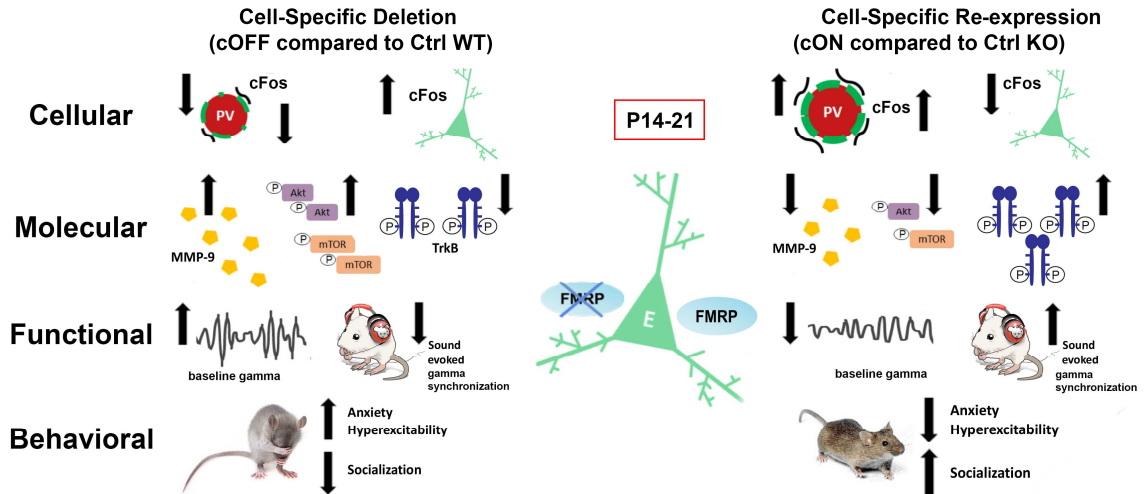 Cell-Specific Deletion
(cOFF compared to Ctrl WT)
Cell-Specific Re-expression
(cON compared to Ctrl KO)
Cellular
PV
cFos
cFos
P14-21
PV
cFos
cFos
Molecular
MMP-9
P
Akt
P
Akt
P
mTOR
P
mTOR
P
P
P
P
TrkB
MMP-9
P
Akt
P
mTOR
P
P
P
P
P
P
FMRP
E
FMRP
Functional
baseline gamma
Sound
evoked
gamma
synchronization
baseline gamma
Sound
evoked
gamma
synchronization
Behavioral
Anxiety
Hyperexcitability
Socialization
Anxiety
Hyperexcitability
Socialization